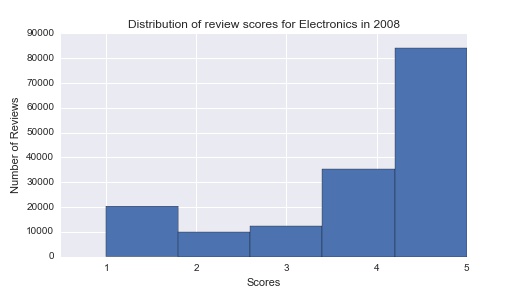 Distribution of review scores for Electronics in 2008
90000
80000
70000
60000
50000
40000
30000
20000
10000
0
Number of Reviews
1 2 3 4 5
Scores